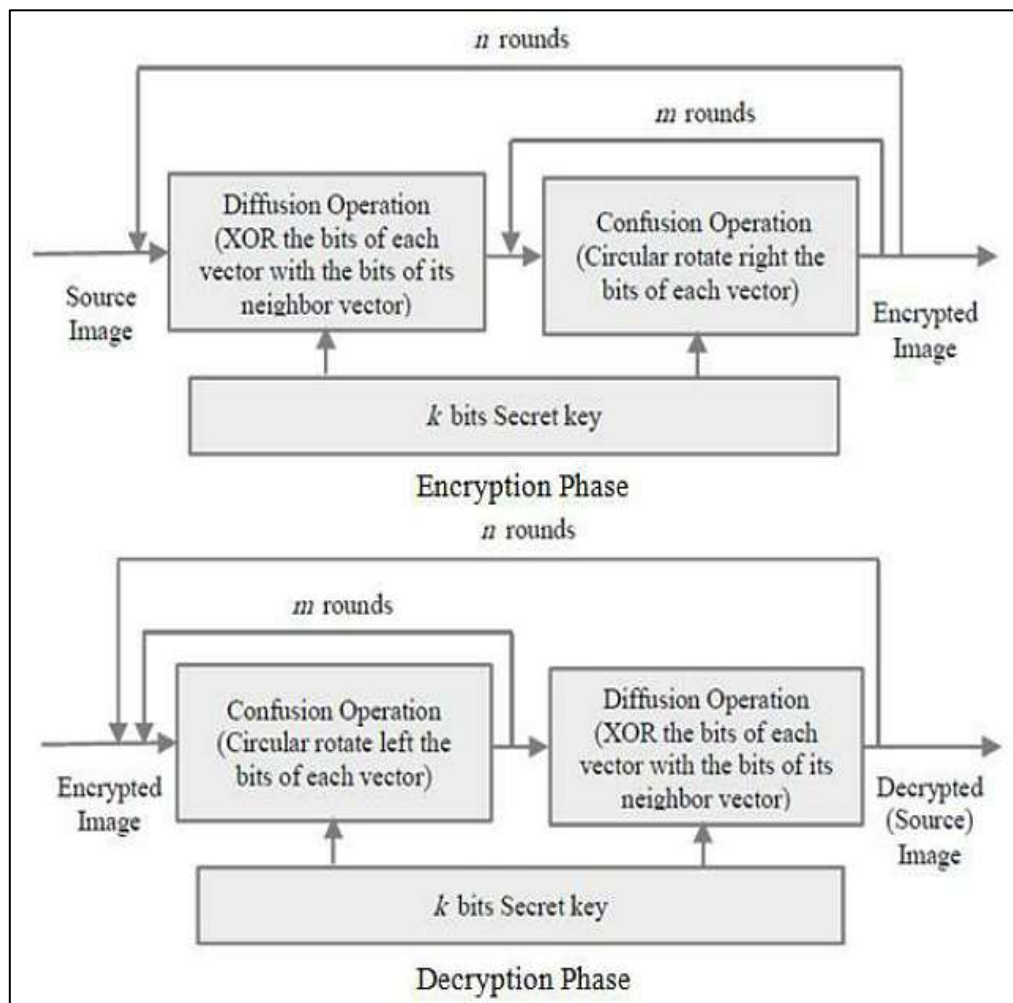 n rounds
m rounds
Diffusion Operation
(XOR the bits of each
vector with the bits of its
neighbor vector)
Confusion Operation
(Circular rotate right the
bits of each vector)
Source
Image
Encrypted
Image
k bits Secret key
Encryption Phase
n rounds
m rounds
Confusion Operation
(Circular rotate left the
bits of each vector)
Diffusion Operation
(XOR the bits of each
vector with the bits of its
neighbor vector)
Encrypted
Image
Decrypted
(Source)
Image
k bits Secret key
Decryption Phase